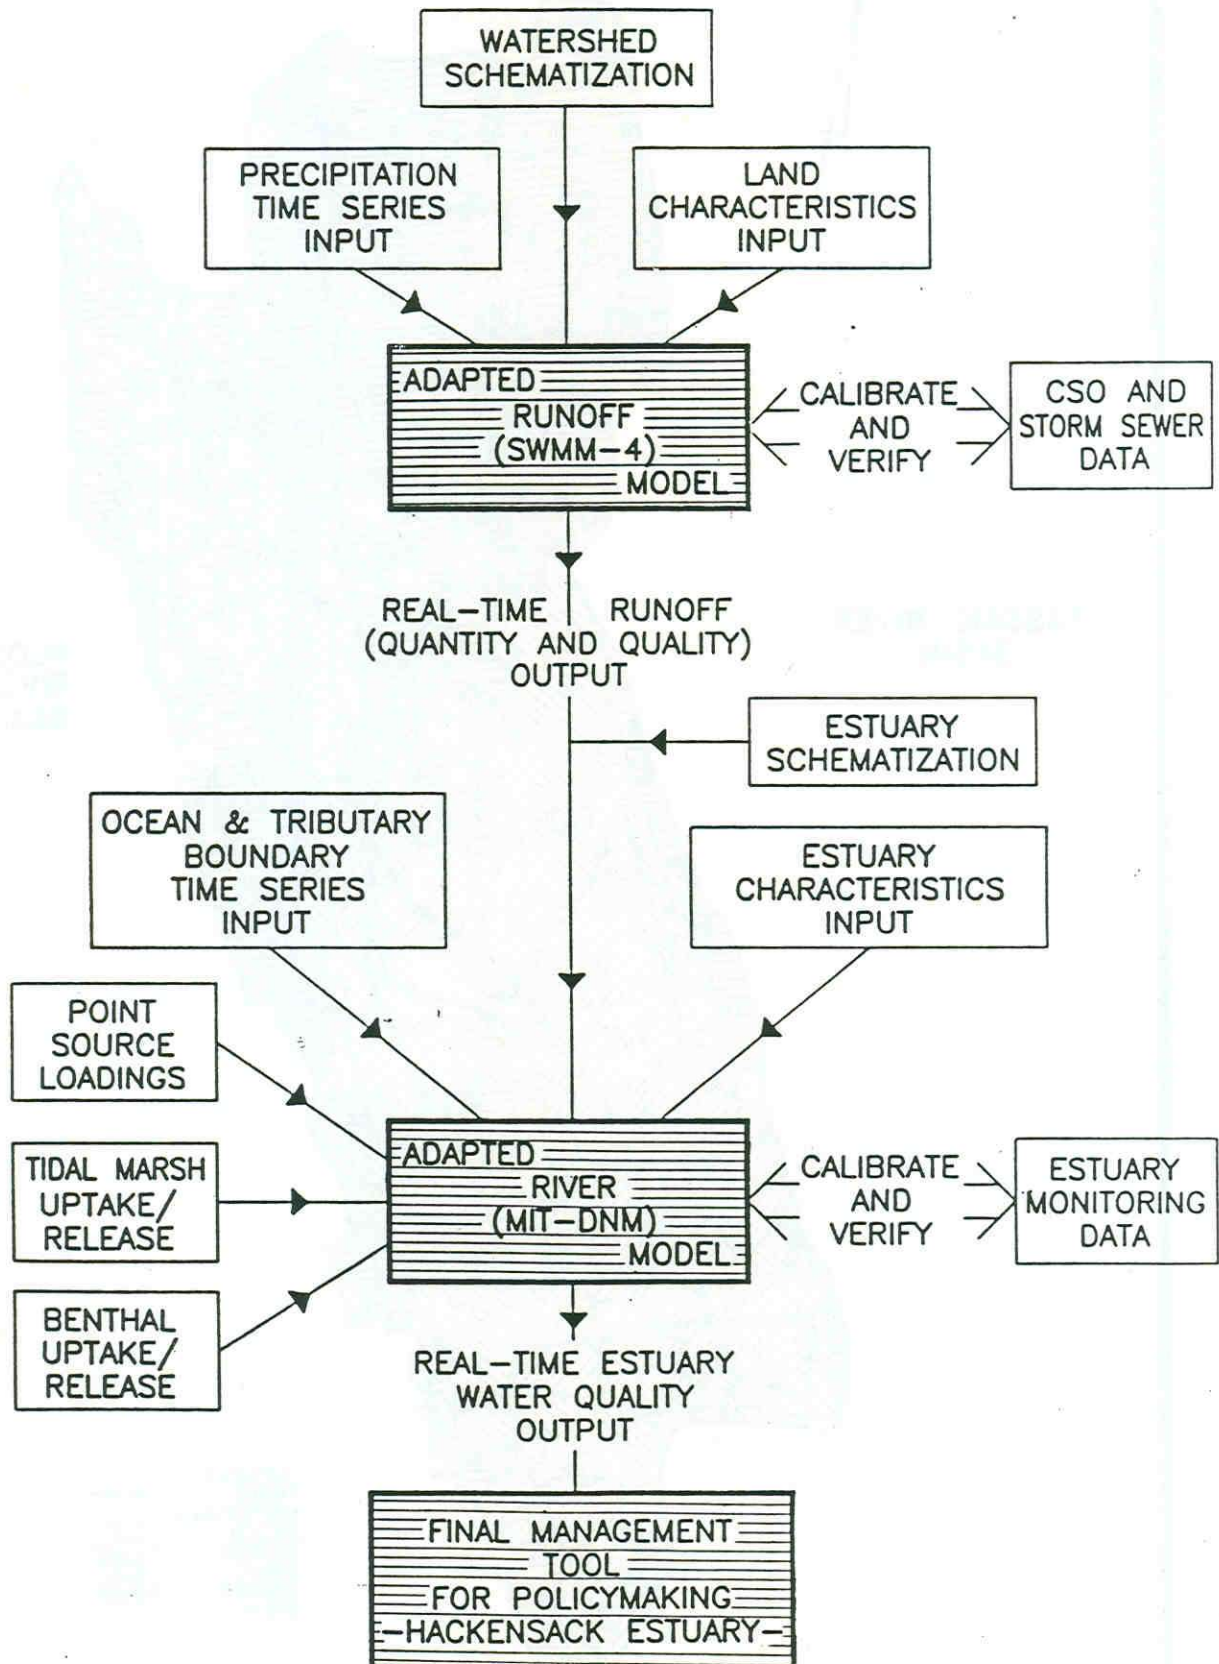 WATERSHED
SCHEMATIZATION
PRECIPITATION
TIME SERIES
INPUT
LAND
CHARACTERISTICS
INPUT
ADAPTED
RUNOFF
(SWMM-4)
MODEL
CALIBRATE
AND
VERIFY
CSO AND
STORM SEWER
DATA
REAL-TIME RUNOFF
(QUANTITY AND QUALITY)
OUTPUT
ESTUARY
SCHEMATIZATION
OCEAN & TRIBUTARY
BOUNDARY
TIME SERIES
INPUT
ESTUARY
CHARACTERISTICS
INPUT
POINT
SOURCE
LOADINGS
TIDAL MARSH
UPTAKE/
RELEASE
BENTHAL
UPTAKE/
RELEASE
ADAPTED
RIVER
(MIT-DNM)
MODEL
CALIBRATE
AND
VERIFY
ESTUARY
MONITORING
DATA
REAL-TIME ESTUARY
WATER QUALITY
OUTPUT
FINAL MANAGEMENT
TOOL
FOR POLICYMAKING
-HACKENSACK ESTUARY-